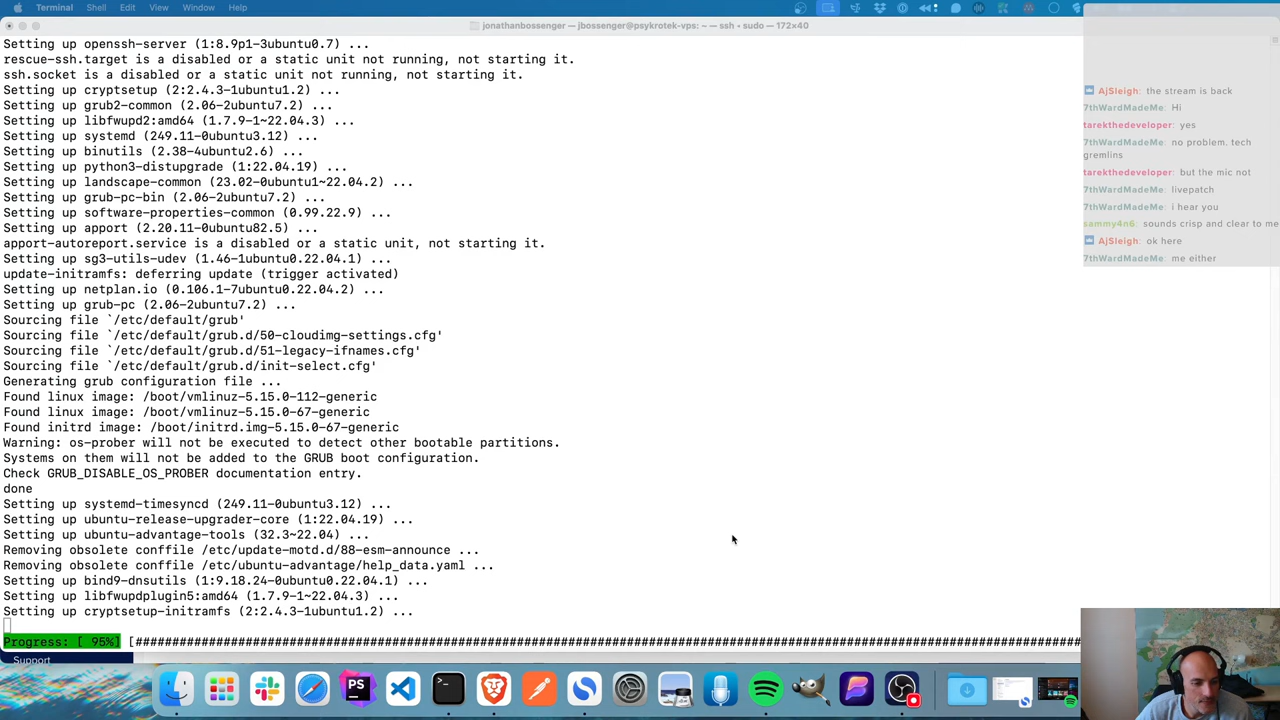 Terminal Shell Edit View Window Help
jonathanbossenger — jbossenger@psykrotek-vps: ~ — ssh • sudo — 172×40
Setting up openssh-server (1:8.9p1-3ubuntu0.7) ...
rescue-ssh.target is a disabled or a static unit not running, not starting it.
ssh.socket is a disabled or a static unit not running, not starting it.
Setting up cryptsetup (2:2.4.3-1ubuntu1.2) ...
Setting up grub2-common (2.06-2ubuntu7.2) ...
Setting up libfwupd2:amd64 (1.7.9-1~22.04.3) ...
Setting up systemd (249.11-0ubuntu3.12) ...
Setting up binutils (2.38-4ubuntu2.6) ...
Setting up python3-distupgrade (1:22.04.19) ...
Setting up landscape-common (23.02-0ubuntu1~22.04.2) ...
Setting up grub-pc-bin (2.06-2ubuntu7.2) ...
Setting up software-properties-common (0.99.22.9) ...
Setting up apport (2.20.11-0ubuntu82.5) ...
apport-autoreport.service is a disabled or a static unit, not starting it.
Setting up sg3-utils-udev (1.46-1ubuntu0.22.04.1) ...
update-initramfs: deferring update (trigger activated)
Setting up netplan.io (0.106.1-7ubuntu0.22.04.2) ...
Setting up grub-pc (2.06-2ubuntu7.2) ...
Sourcing file `/etc/default/grub'
Sourcing file `/etc/default/grub.d/50-cloudimg-settings.cfg'
Sourcing file `/etc/default/grub.d/51-legacy-ifnames.cfg'
Sourcing file `/etc/default/grub.d/init-select.cfg'
Generating grub configuration file ...
Found linux image: /boot/vmlinuz-5.15.0-112-generic
Found linux image: /boot/vmlinuz-5.15.0-67-generic
Found initrd image: /boot/initrd.img-5.15.0-67-generic
Warning: os-prober will not be executed to detect other bootable partitions.
Systems on them will not be added to the GRUB boot configuration.
Check GRUB_DISABLE_OS_PROBER documentation entry.
done
Setting up systemd-timesyncd (249.11-0ubuntu3.12) ...
Setting up ubuntu-release-upgrader-core (1:22.04.19) ...
Setting up ubuntu-advantage-tools (32.3~22.04) ...
Removing obsolete conffile /etc/update-motd.d/88-esm-announce ...
Removing obsolete conffile /etc/ubuntu-advantage/help_data.yaml ...
Setting up bind9-dnsutils (1:9.18.24-0ubuntu0.22.04.1) ...
Setting up libfwupdplugin5:amd64 (1.7.9-1~22.04.3) ...
Setting up cryptsetup-initramfs (2:2.4.3-1ubuntu1.2) ...
Progress: [ 95%] [###################################################################################################################################
Support
AjSleigh: the stream is back
7thWardMadeMe: Hi
tarekthedeveloper: yes
7thWardMadeMe: no problem. tech
gremlins
tarekthedeveloper: but the mic not
7thWardMadeMe: livepatch
7thWardMadeMe: i hear you
sammy4n6: sounds crisp and clear to me
AjSleigh: ok here
7thWardMadeMe: me either
PS